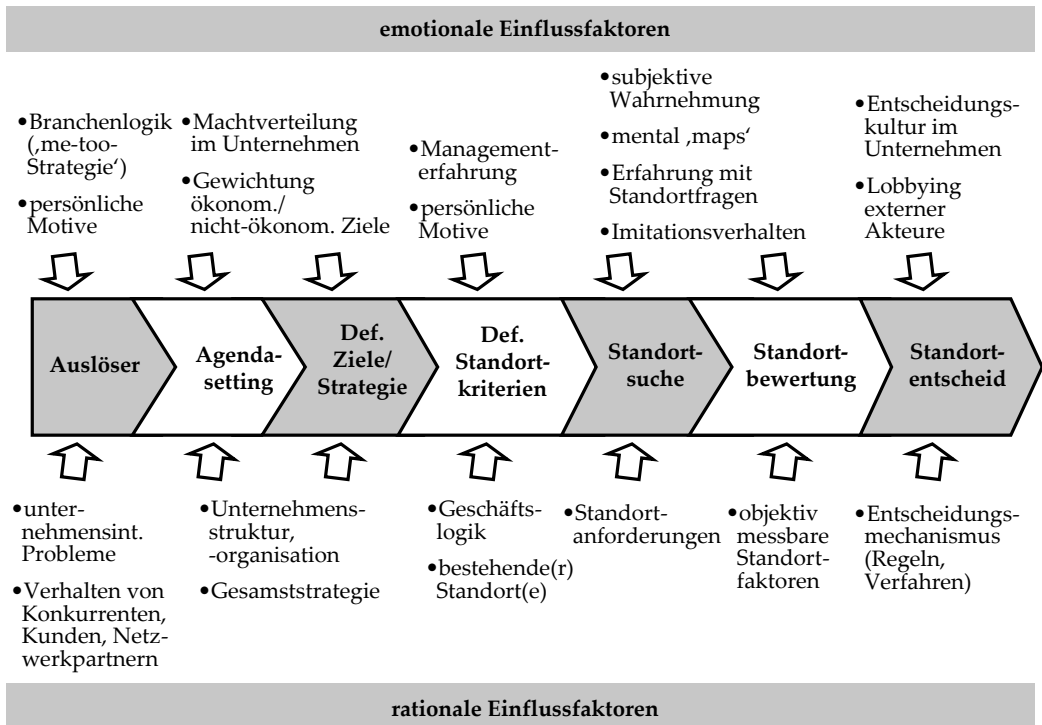 emotionale Einflussfaktoren
•Branchenlogik
(‚me-too-
Strategie‘)
•persönliche
Motive
•Machtverteilung
im Unternehmen
•Gewichtung
ökonom./
nicht-ökonom. Ziele
•Management-
erfahrung
•persönliche
Motive
•subjektive
Wahrnehmung
•mental ‚maps‘
•Erfahrung mit
Standortfragen
•Imitationsverhalten
•Entscheidungs-
kultur im
Unternehmen
•Lobbying
externer
Akteure
Auslöser
Agenda-
setting
Def.
Ziele/
Strategie
Def.
Standort-
kriterien
Standort-
suche
Standort-
bewertung
Standort-
entscheid
•unter-
nehmensint.
Probleme
•Verhalten von
Konkurrenten,
Kunden, Netz-
werkpartnern
•Unternehmens-
struktur,
-organisation
•Gesamststrategie
•Geschäfts-
logik
•bestehende(r)
Standort(e)
•Standort-
anforderungen
•objektiv
messbare
Standort-
faktoren
•Entscheidungs-
mechanismus
(Regeln,
Verfahren)
rationale Einflussfaktoren